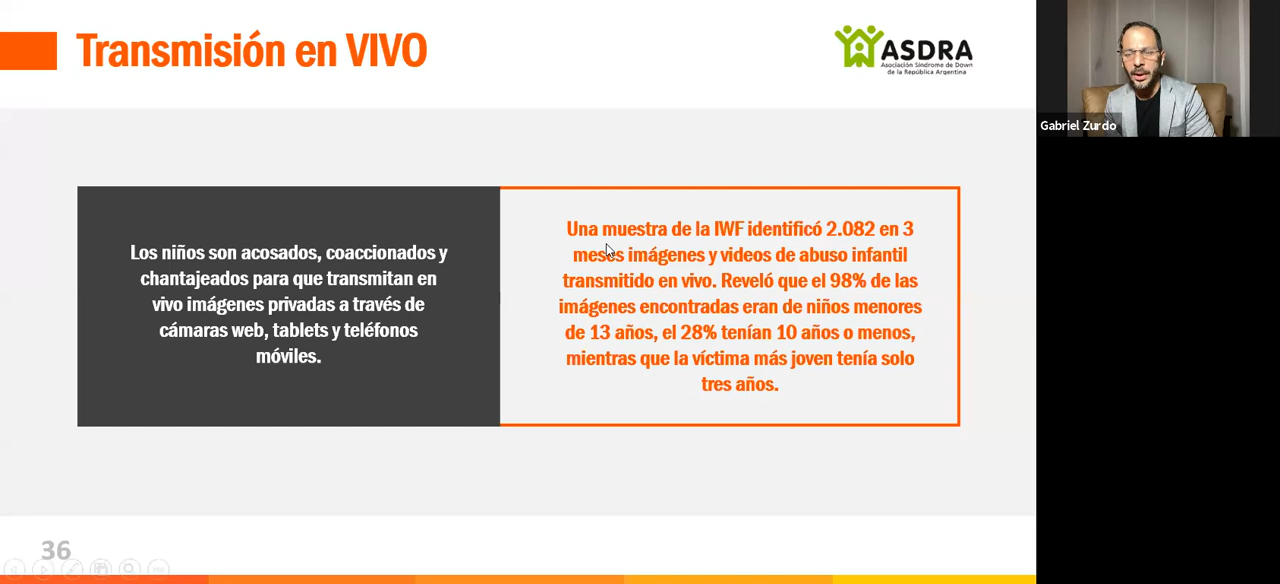 Transmisión en VIVO
ASDRA
Asociación Síndrome de Down
de la República Argentina
Gabriel Zurdo
Los niños son acosados, coaccionados y
chantajeados para que transmitan en
vivo imágenes privadas a través de
cámaras web, tablets y teléfonos
móviles.
Una muestra de la IWF identificó 2.082 en 3
meses imágenes y videos de abuso infantil
transmitido en vivo. Reveló que el 98% de las
imágenes encontradas eran de niños menores
de 13 años, el 28% tenían 10 años o menos,
mientras que la víctima más joven tenía solo
tres años.
36